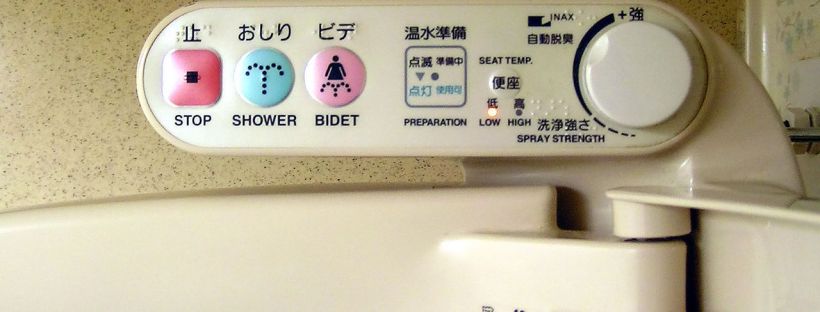 止
STOP
おしり
SHOWER
ビデ
BIDET
温水準備
点滅 準備中
点灯 使用可
PREPARATION
INAX
自動脱臭
SEAT TEMP.
便座
低 高
LOW HIGH
+強
洗浄強さ
SPRAY STRENGTH